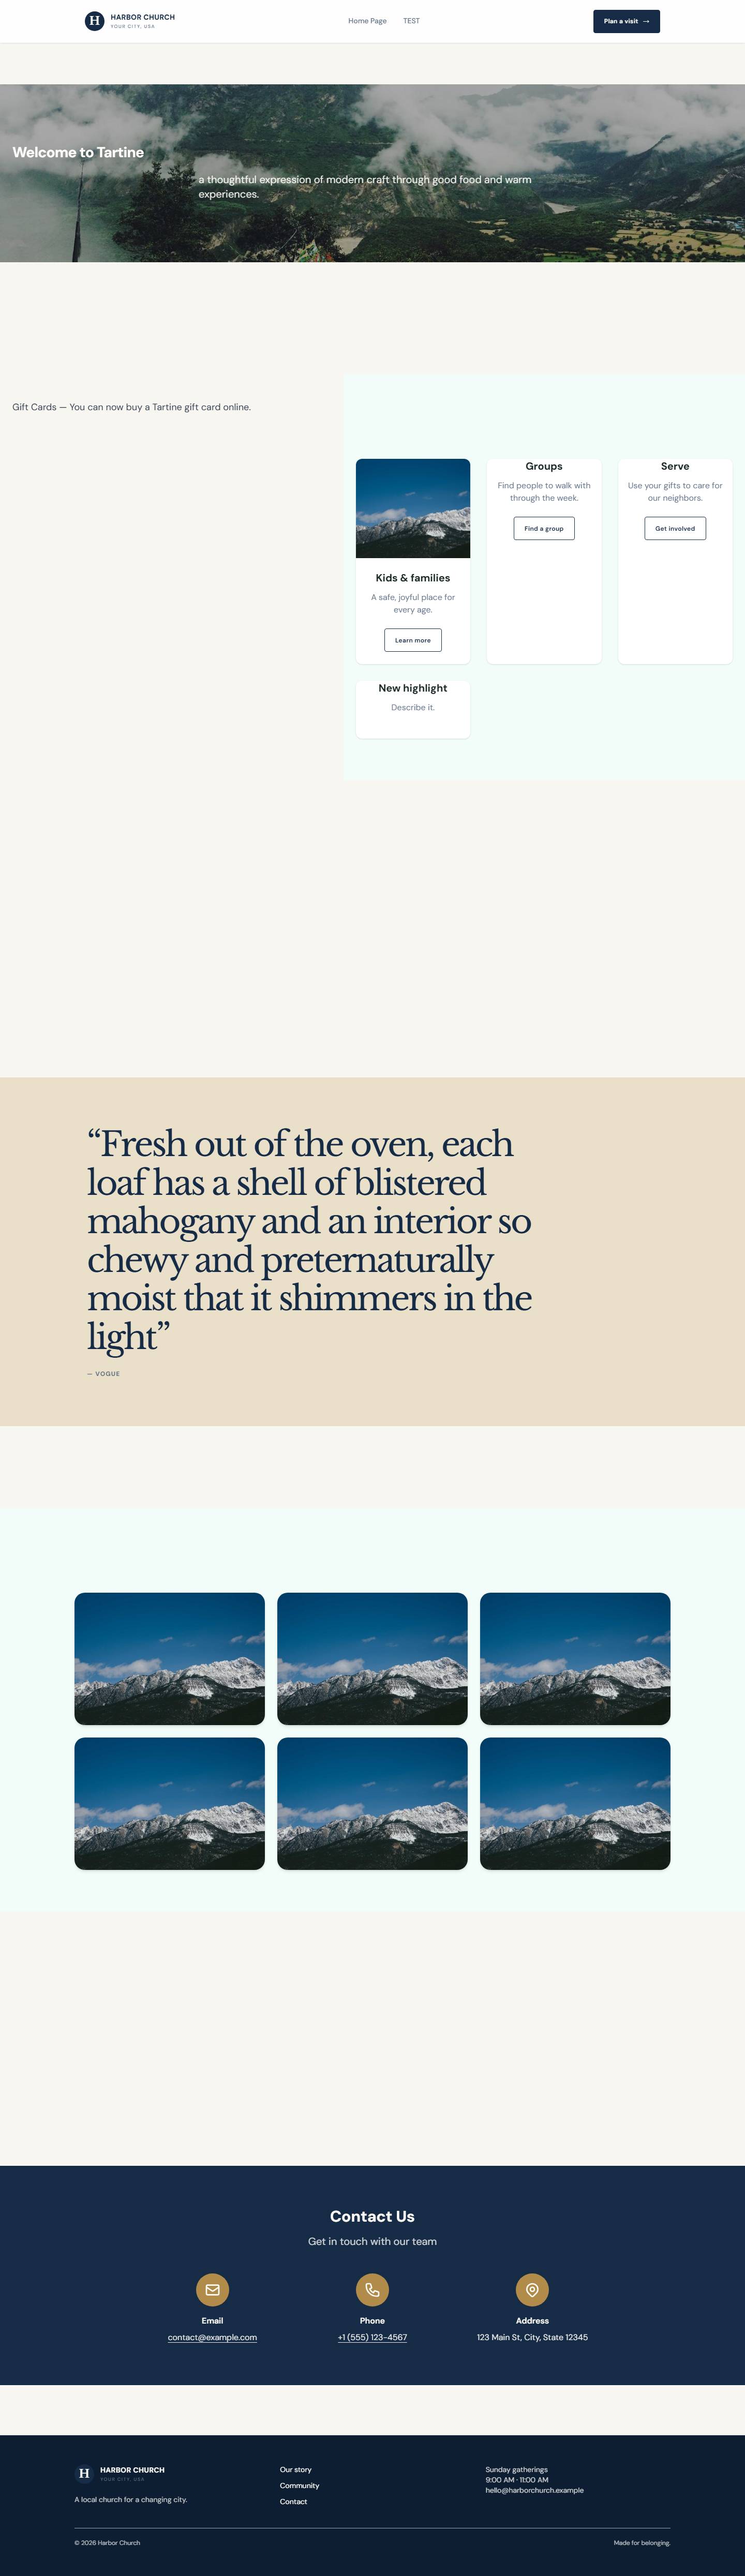 H
HARBOR CHURCH
YOUR CITY, USA
Home Page
TEST
Plan a visit →
Welcome to Tartine
a thoughtful expression of modern craft through good food and warm
experiences.
Gift Cards — You can now buy a Tartine gift card online.
Kids & families
A safe, joyful place for
every age.
Learn more
Groups
Find people to walk with
through the week.
Find a group
Serve
Use your gifts to care for
our neighbors.
Get involved
New highlight
Describe it.
“Fresh out of the oven, each
loaf has a shell of blistered
mahogany and an interior so
chewy and preternaturally
moist that it shimmers in the
light”
— VOGUE
Contact Us
Get in touch with our team
Email
contact@example.com
Phone
+1 (555) 123-4567
Address
123 Main St, City, State 12345
H
HARBOR CHURCH
YOUR CITY, USA
A local church for a changing city.
Our story
Community
Contact
Sunday gatherings
9:00 AM · 11:00 AM
hello@harborchurch.example
© 2026 Harbor Church
Made for belonging.